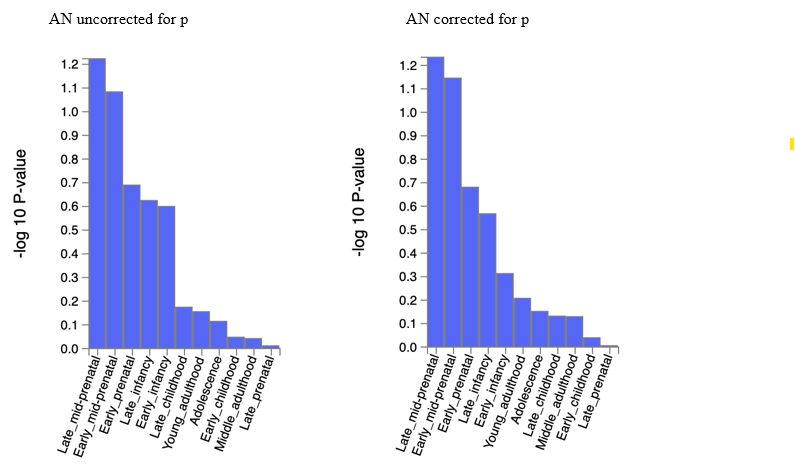 AN uncorrected for p
AN corrected for p
-log 10 P-value
1.2
1.1
1.0
0.9
0.8
0.7
0.6
0.5
0.4
0.3
0.2
0.1
0.0
Late_mid-prenatal
Early_mid-prenatal
Early_prenatal
Late_infancy
Early_infancy
Late_childhood
Young_adulthood
Adolescence
Early_childhood
Middle_adulthood
Late_prenatal
-log 10 P-value
1.2
1.1
1.0
0.9
0.8
0.7
0.6
0.5
0.4
0.3
0.2
0.1
0.0
Late_mid-prenatal
Early_mid-prenatal
Early_prenatal
Late_infancy
Early_infancy
Young_adulthood
Adolescence
Late_childhood
Middle_adulthood
Early_childhood
Late_prenatal